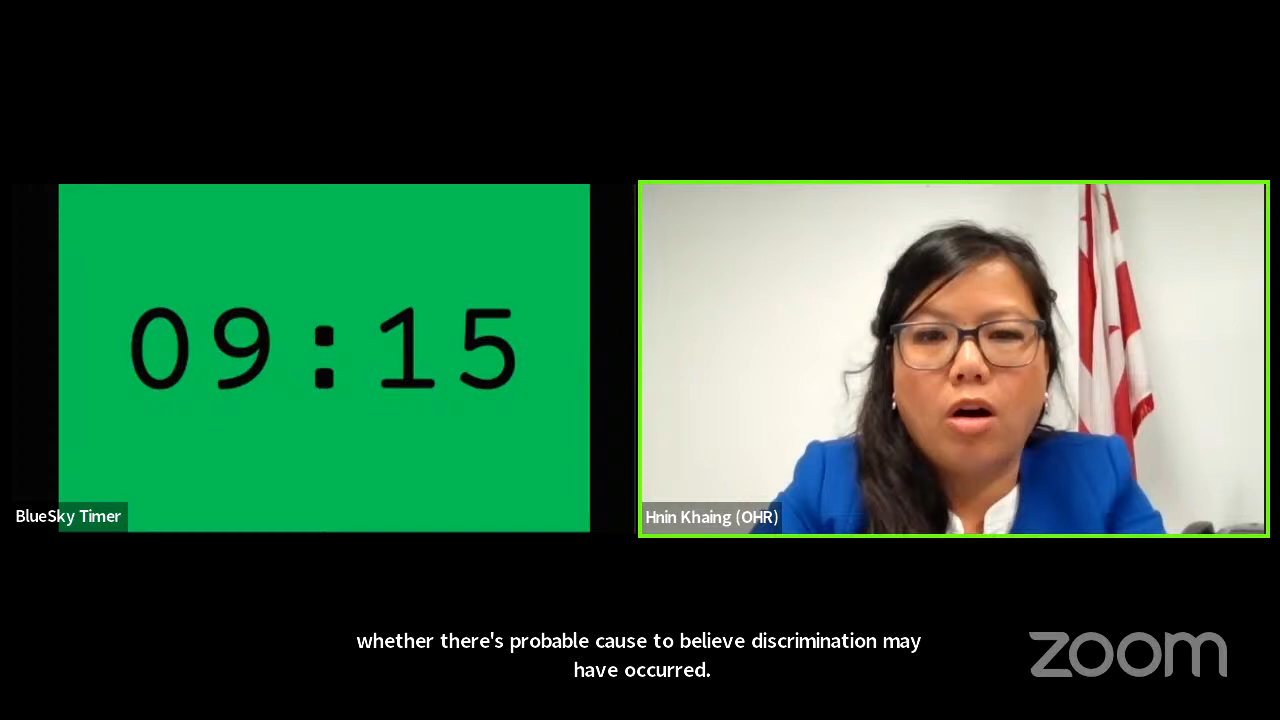 09:15
BlueSky Timer
Hnin Khaing (OHR)
whether there's probable cause to believe discrimination may
have occurred.
zoom